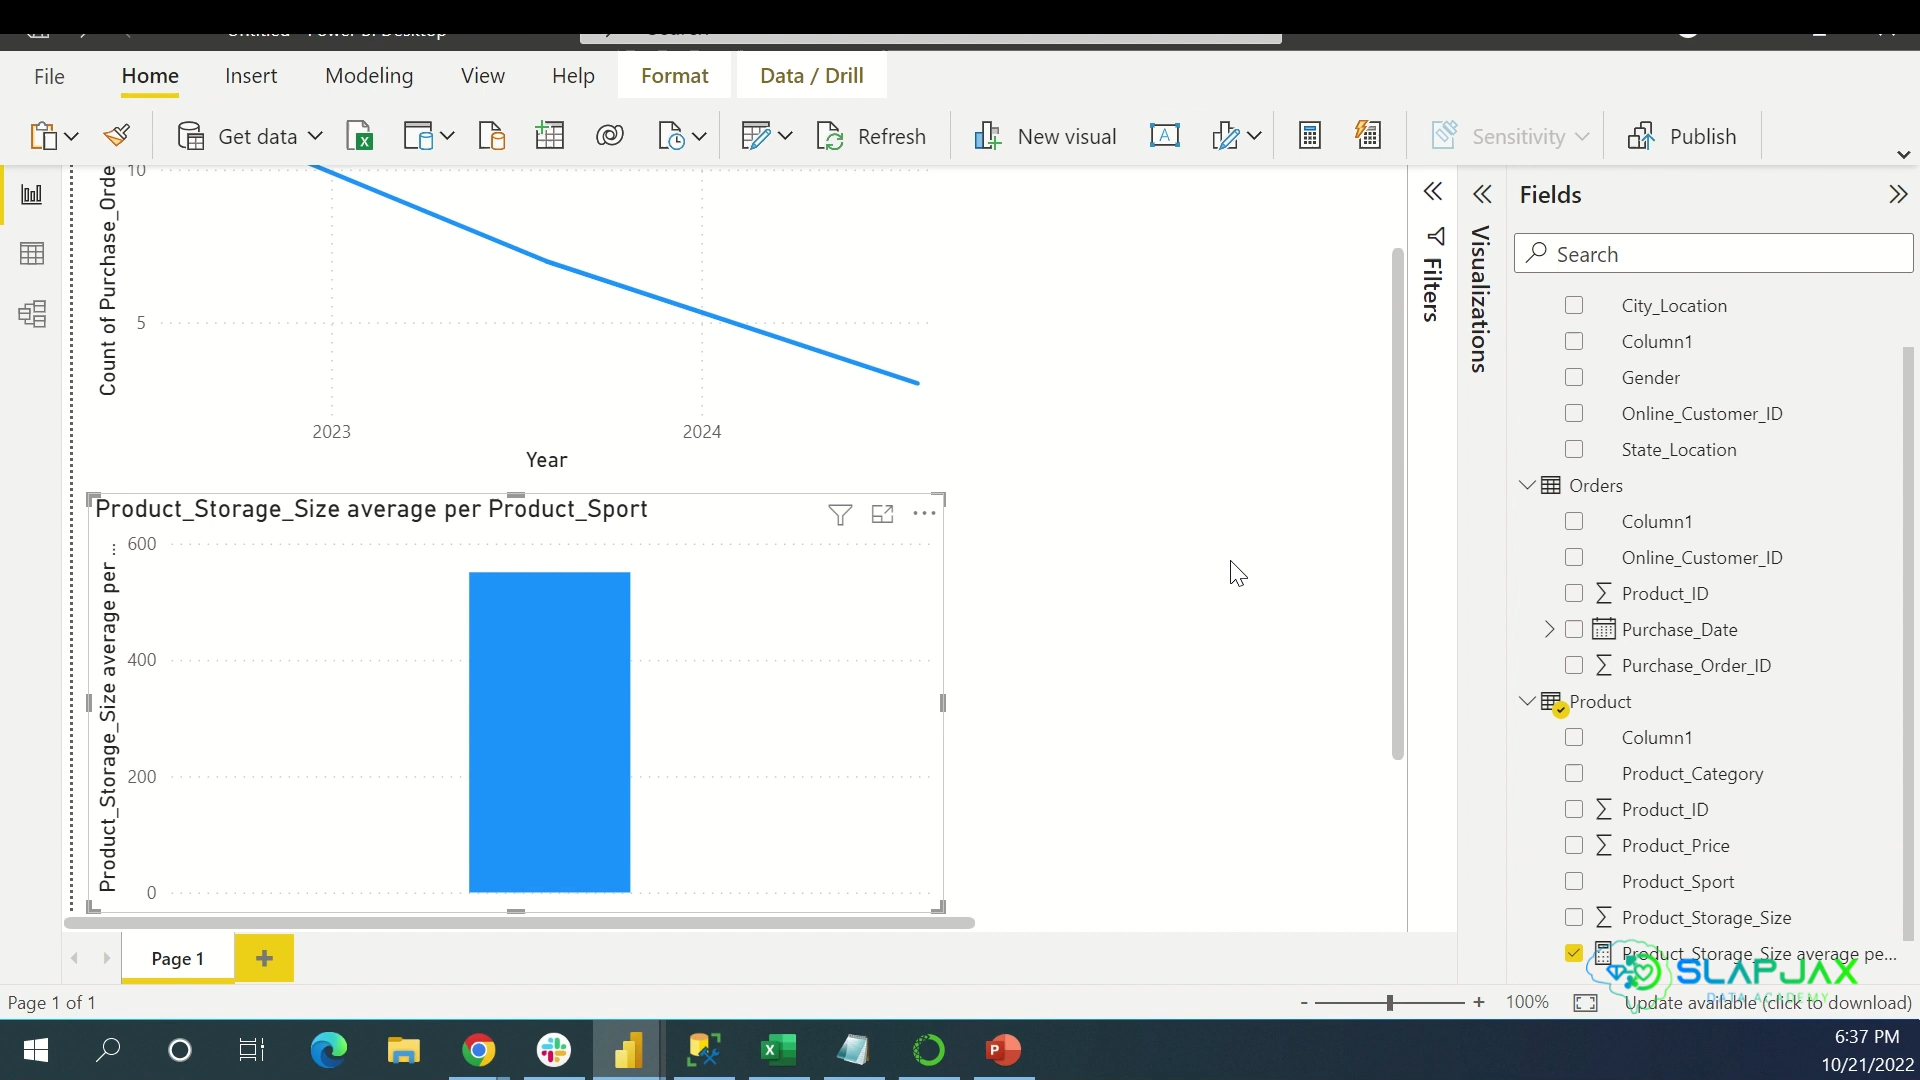 File Home Insert Modeling View Help Format Data / Drill
Get data Refresh New visual Sensitivity Publish
Count of Purchase_Orde
10
5
2023 2024
Year
Product_Storage_Size average per Product_Sport
Product_Storage_Size average per ...
600
400
200
0
Filters
Visualizations
Fields
Search
City_Location
Column1
Gender
Online_Customer_ID
State_Location
Orders
Column1
Online_Customer_ID
Product_ID
Purchase_Date
Purchase_Order_ID
Product
Column1
Product_Category
Product_ID
Product_Price
Product_Sport
Product_Storage_Size
Product_Storage_Size average pe...
SLAPJAX
DATA ACADEMY
Page 1
Page 1 of 1
- + 100% Update available (click to download)
6:37 PM
10/21/2022